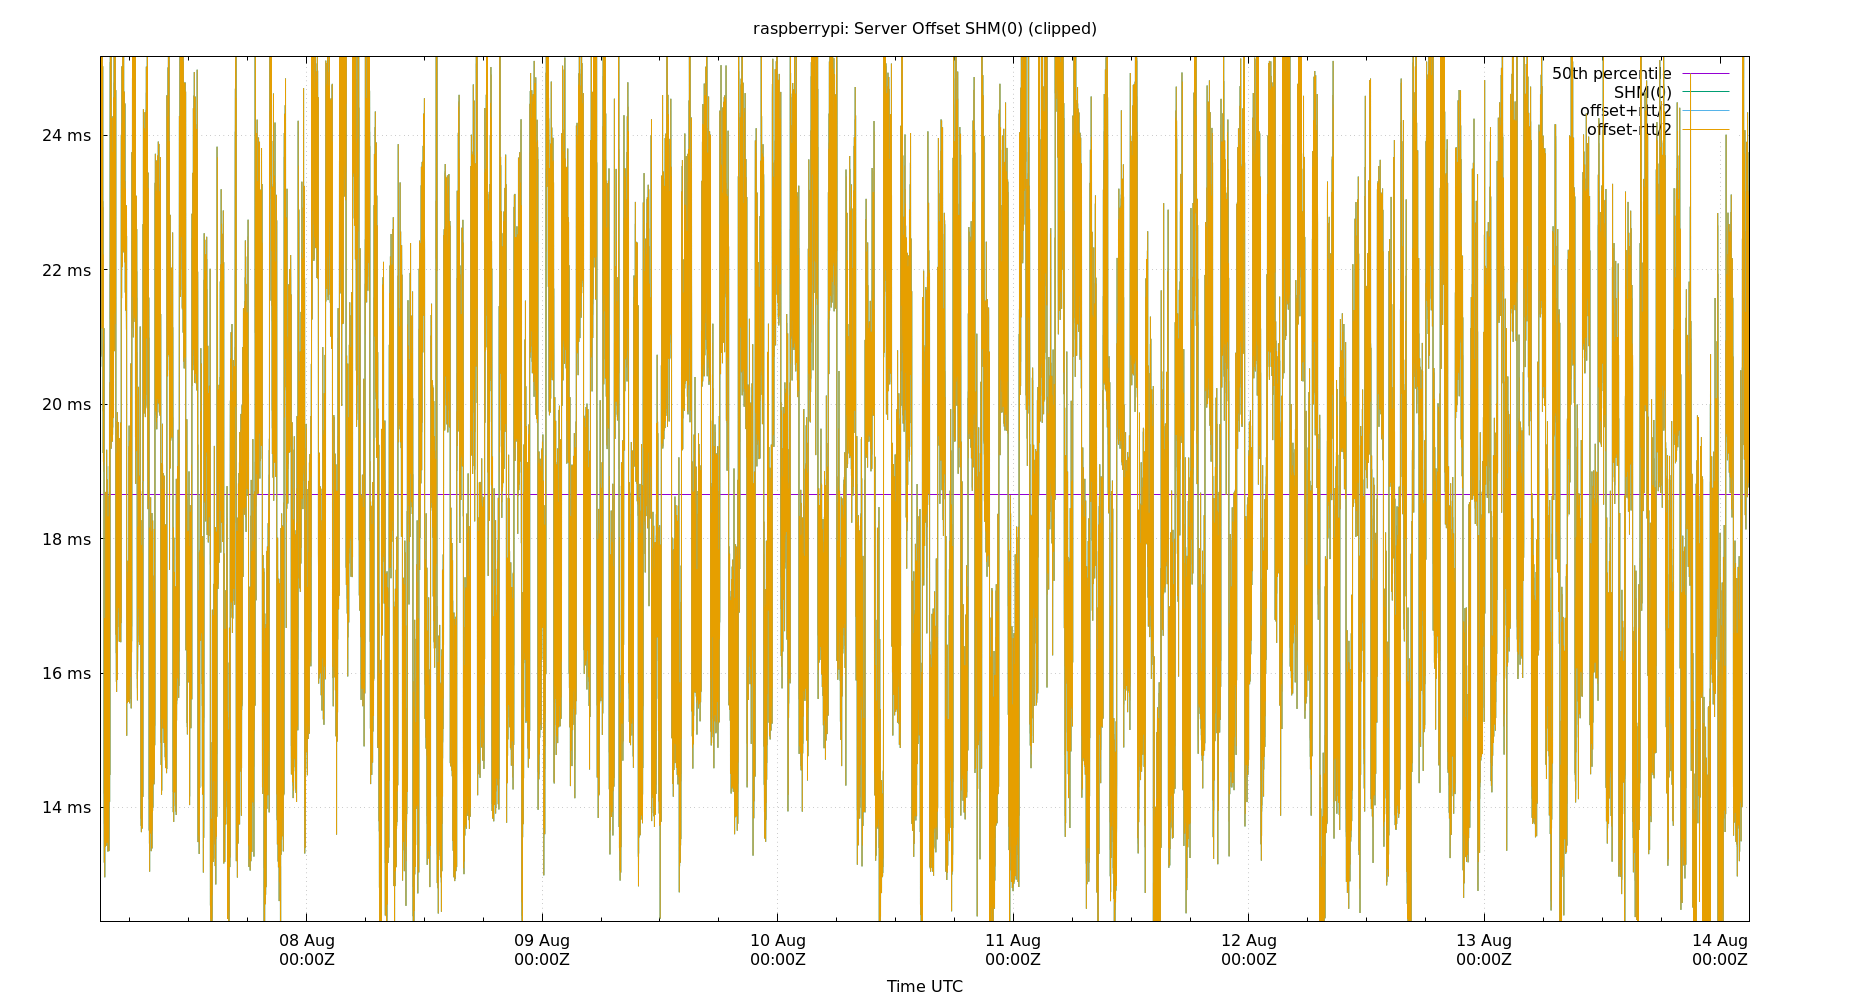 raspberrypi: Server Offset SHM(0) (clipped)
50th percentile
SHM(0)
offset+rtt/2
offset-rtt/2
24 ms
22 ms
20 ms
18 ms
16 ms
14 ms
08 Aug 09 Aug 10 Aug 11 Aug 12 Aug 13 Aug 14 Aug
00:00Z 00:00Z 00:00Z 00:00Z 00:00Z 00:00Z 00:00Z
Time UTC